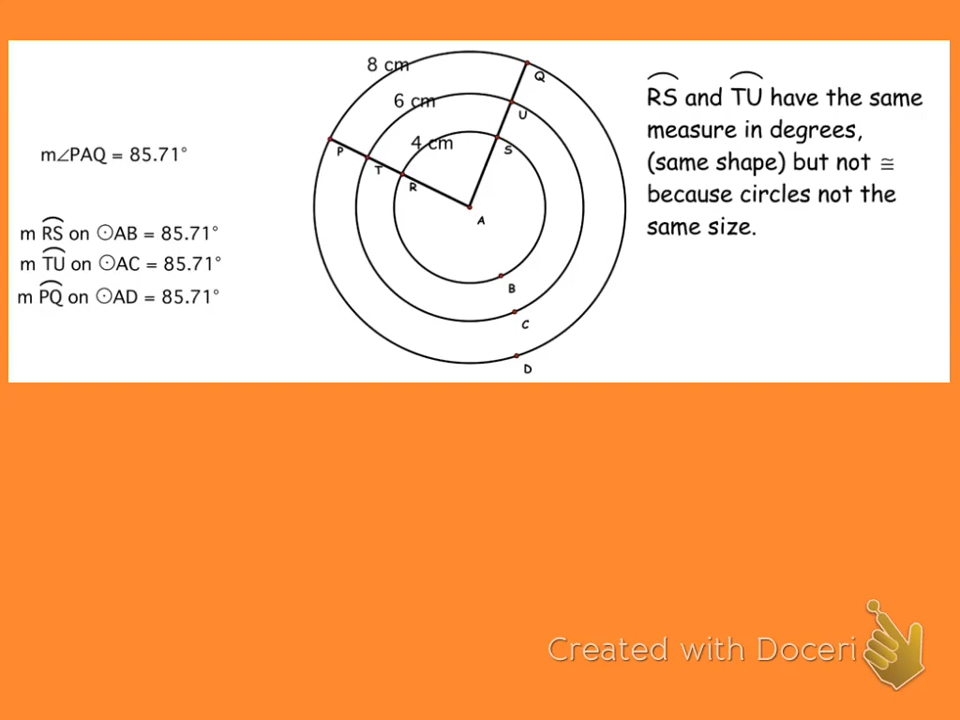 m∠PAQ = 85.71°
m RS on ⊙AB = 85.71°
m TU on ⊙AC = 85.71°
m PQ on ⊙AD = 85.71°
8 cm
6 cm
4 cm
Q
U
S
P
T
R
A
B
C
D
RS and TU have the same
measure in degrees,
(same shape) but not ≅
because circles not the
same size.
Created with Doceri